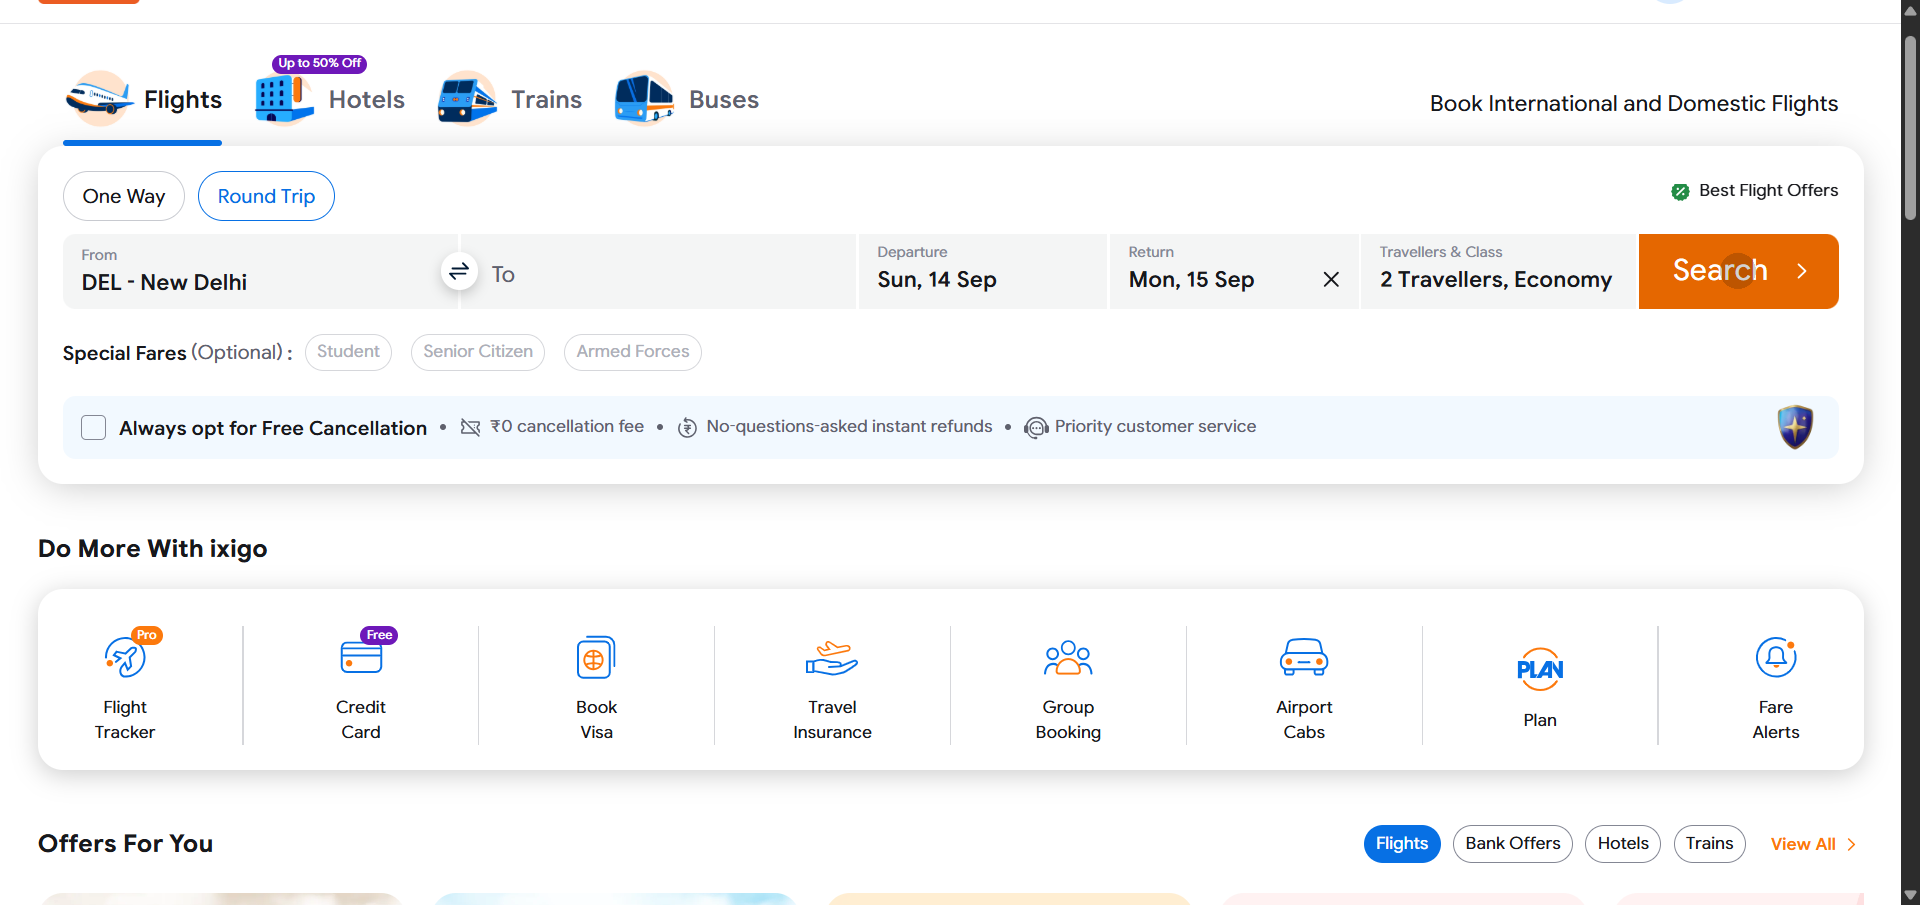 Up to 50% Off
Flights
Hotels
Trains
Buses
Book International and Domestic Flights
One Way
Round Trip
Best Flight Offers
From
DEL - New Delhi
To
Departure
Sun, 14 Sep
Return
Mon, 15 Sep
Travellers & Class
2 Travellers, Economy
Search
Special Fares (Optional) :
Student
Senior Citizen
Armed Forces
Always opt for Free Cancellation • ₹0 cancellation fee • No-questions-asked instant refunds • Priority customer service
Do More With ixigo
Pro
Flight
Tracker
Free
Credit
Card
Book
Visa
Travel
Insurance
Group
Booking
Airport
Cabs
PLAN
Plan
Fare
Alerts
Offers For You
Flights
Bank Offers
Hotels
Trains
View All